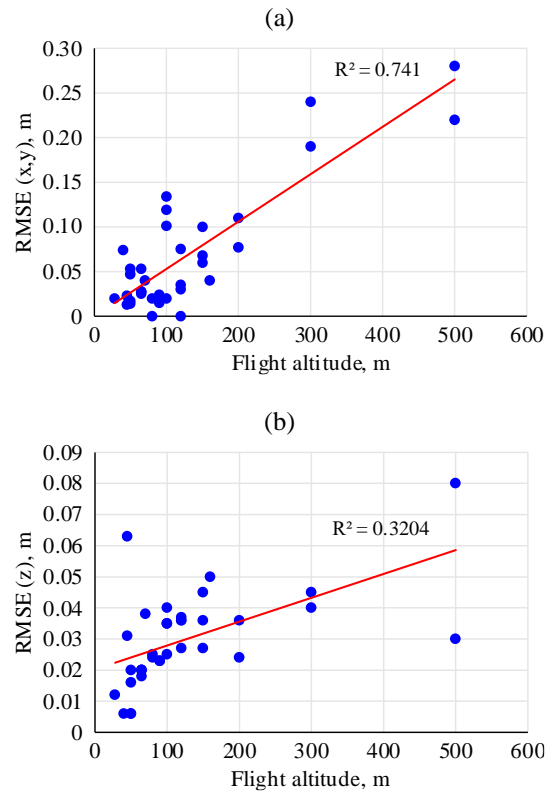 (a)
RMSE (x,y), m
0.30
0.25
0.20
0.15
0.10
0.05
0
R² = 0.741
0 100 200 300 400 500 600
Flight altitude, m
(b)
RMSE (z), m
0.09
0.08
0.07
0.06
0.05
0.04
0.03
0.02
0.01
0
R² = 0.3204
0 100 200 300 400 500 600
Flight altitude, m